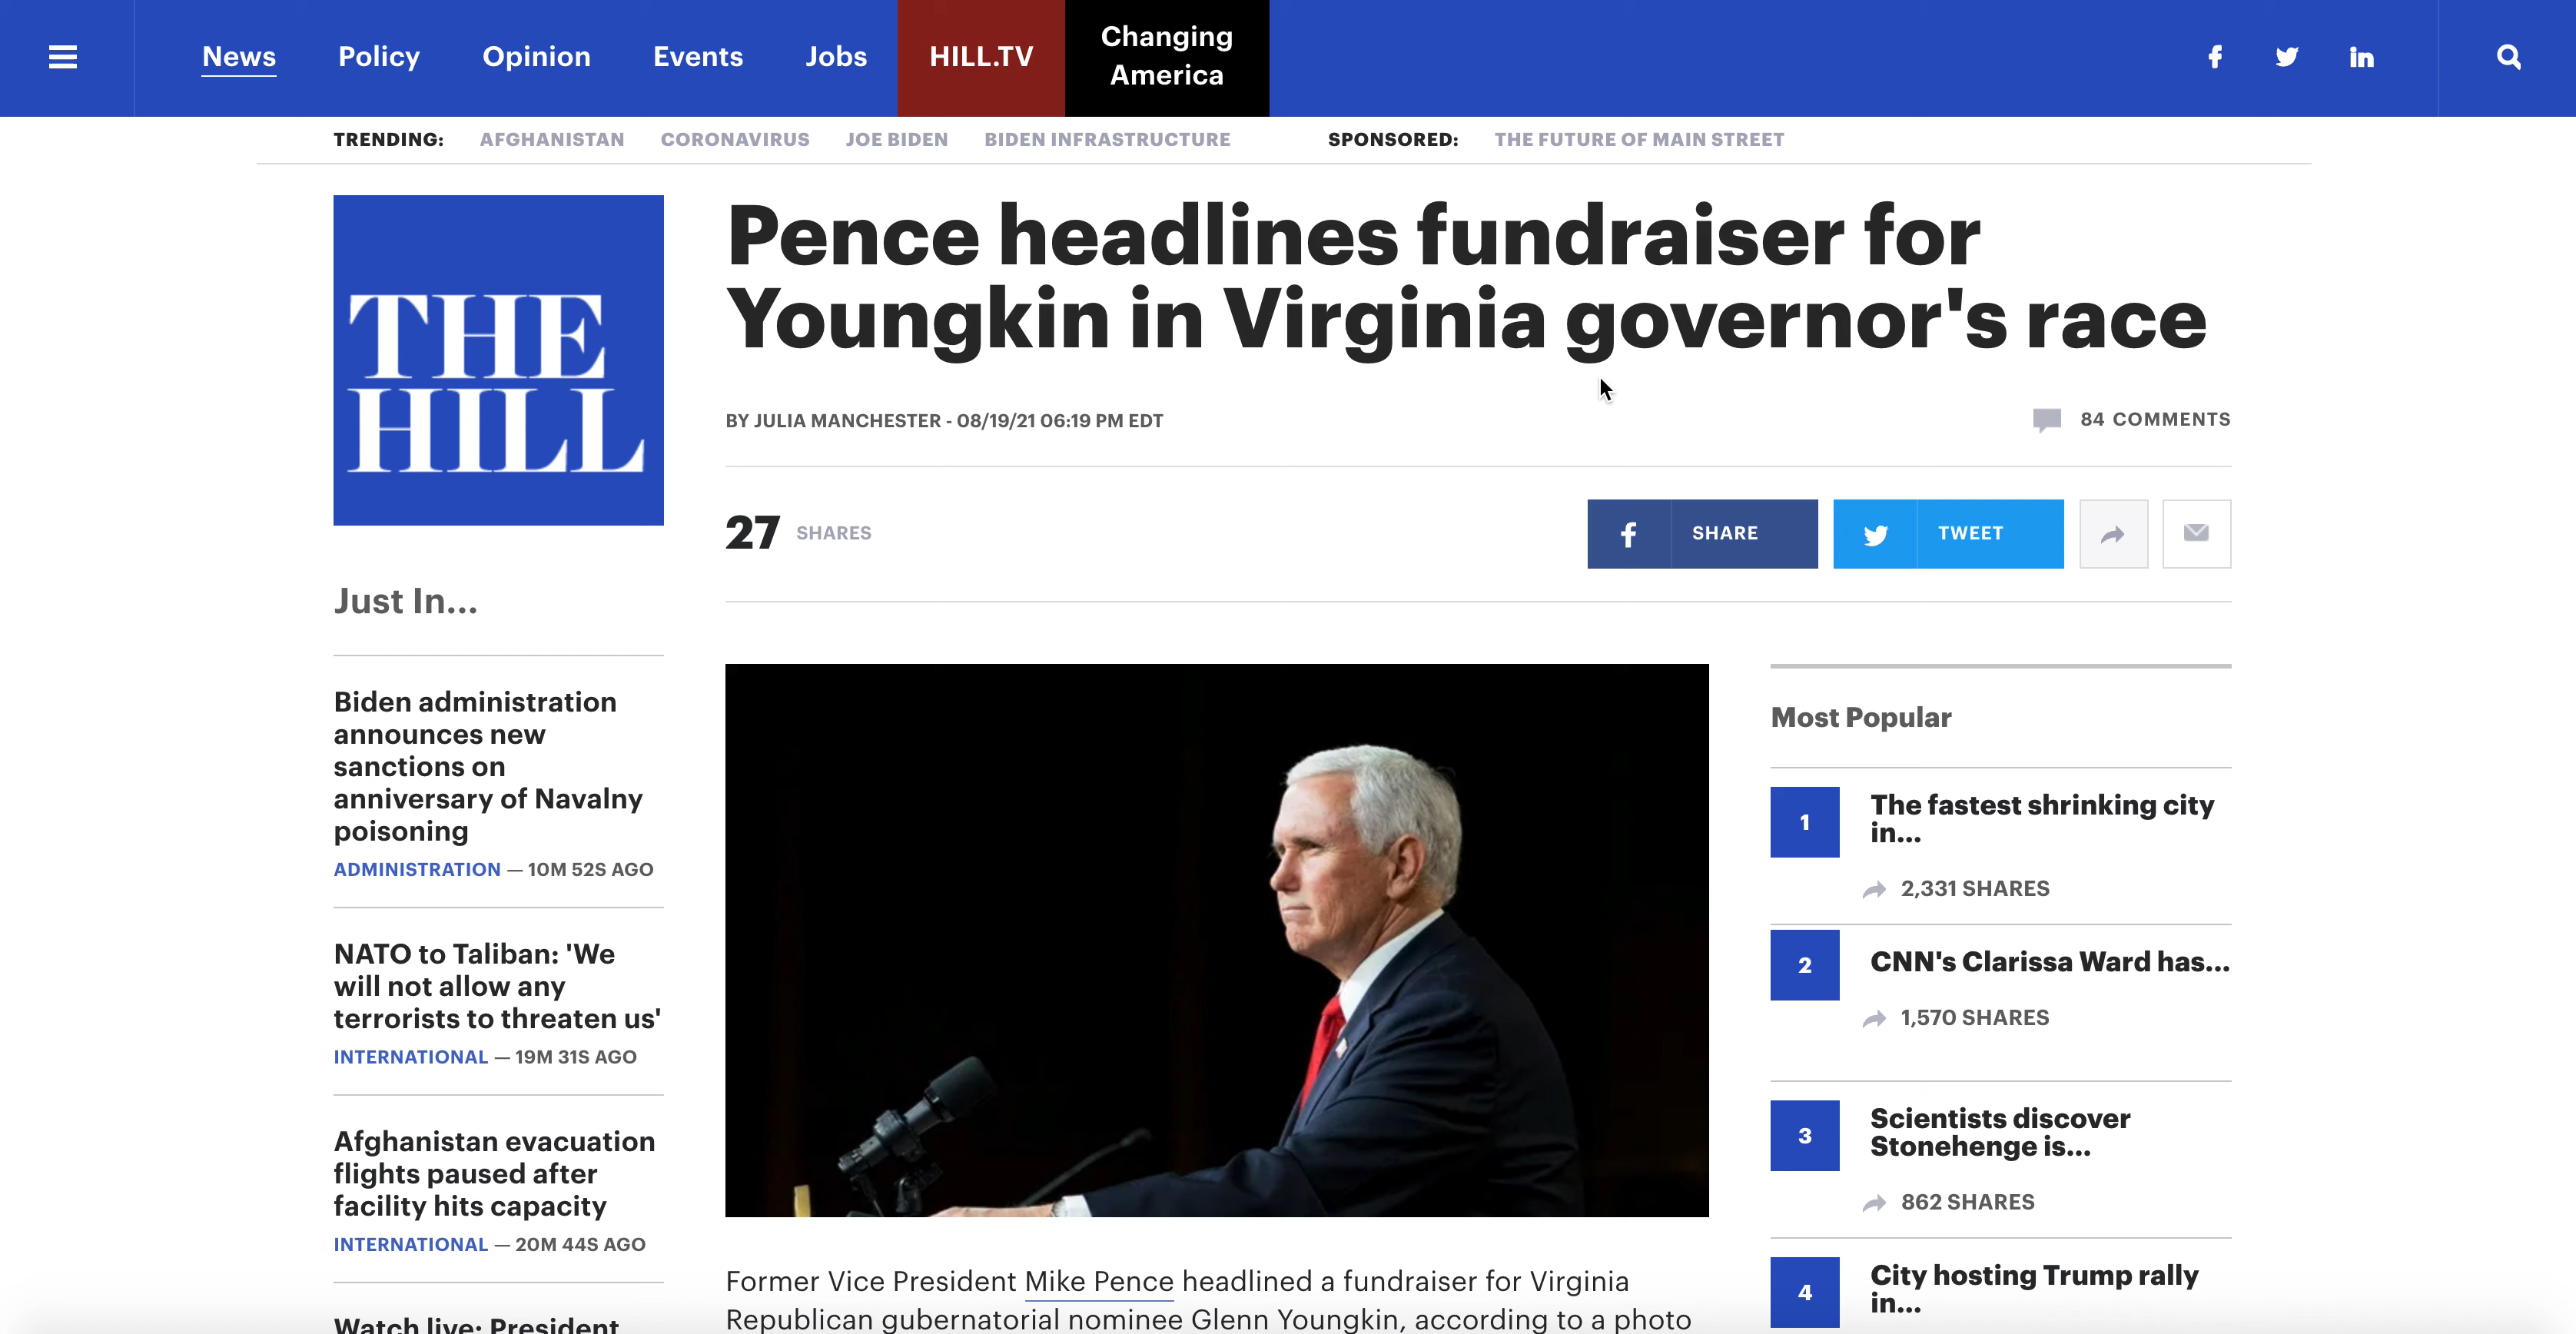 News
Policy
Opinion
Events
Jobs
HILL.TV
Changing
America
TRENDING:
AFGHANISTAN
CORONAVIRUS
JOE BIDEN
BIDEN INFRASTRUCTURE
SPONSORED:
THE FUTURE OF MAIN STREET
THE
HILL
Pence headlines fundraiser for
Youngkin in Virginia governor's race
BY JULIA MANCHESTER - 08/19/21 06:19 PM EDT
84 COMMENTS
27 SHARES
SHARE
TWEET
Just In...
Biden administration
announces new
sanctions on
anniversary of Navalny
poisoning
ADMINISTRATION — 10M 52S AGO
NATO to Taliban: 'We
will not allow any
terrorists to threaten us'
INTERNATIONAL — 19M 31S AGO
Afghanistan evacuation
flights paused after
facility hits capacity
INTERNATIONAL — 20M 44S AGO
Watch live: President
Former Vice President Mike Pence headlined a fundraiser for Virginia
Republican gubernatorial nominee Glenn Youngkin, according to a photo
Most Popular
1
The fastest shrinking city
in...
2,331 SHARES
2
CNN's Clarissa Ward has...
1,570 SHARES
3
Scientists discover
Stonehenge is...
862 SHARES
4
City hosting Trump rally
in...